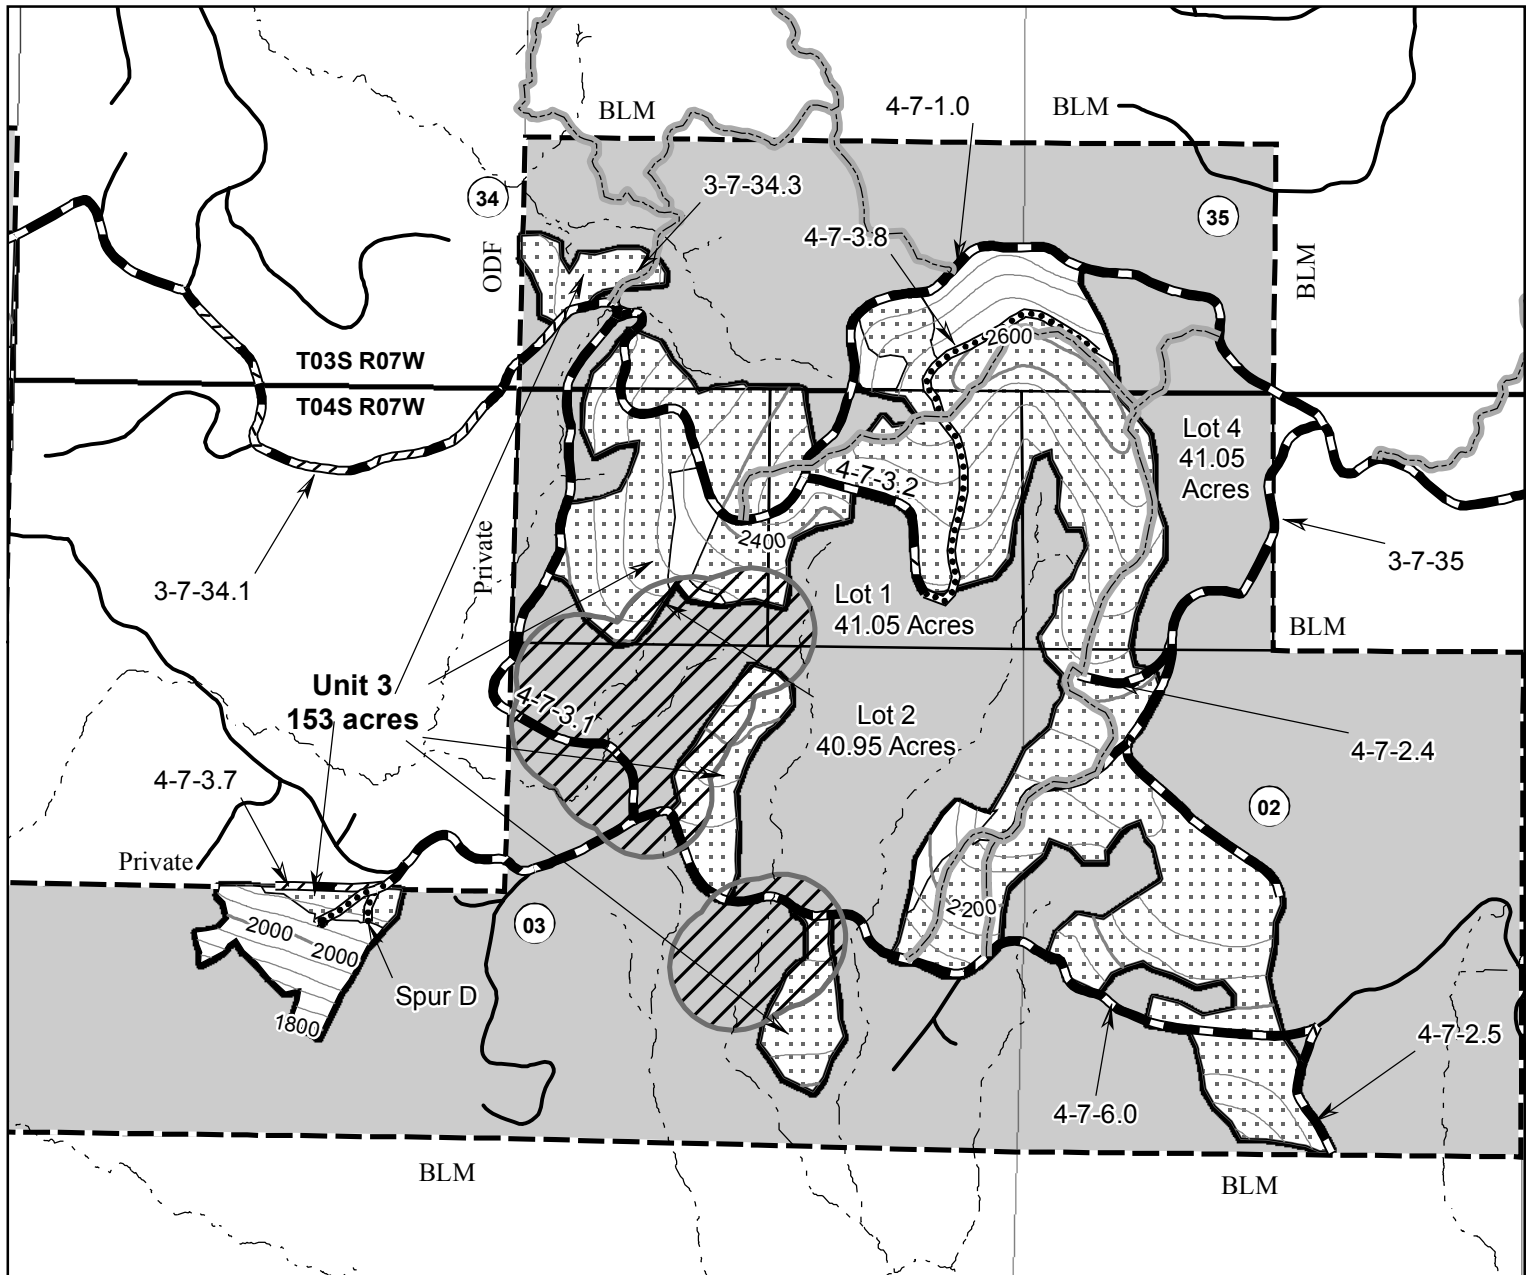 BLM
4-7-1.0
BLM
34
3-7-34.3
35
4-7-3.8
ODF
BLM
2600
T03S R07W
T04S R07W
Lot 4
41.05
Acres
4-7-3.2
2400
Private
3-7-35
3-7-34.1
Lot 1
41.05 Acres
BLM
Unit 3
153 acres
4-7-3.1
Lot 2
40.95 Acres
4-7-2.4
4-7-3.7
02
Private
2200
03
2000
2000
Spur D
1800
4-7-2.5
4-7-6.0
BLM
BLM